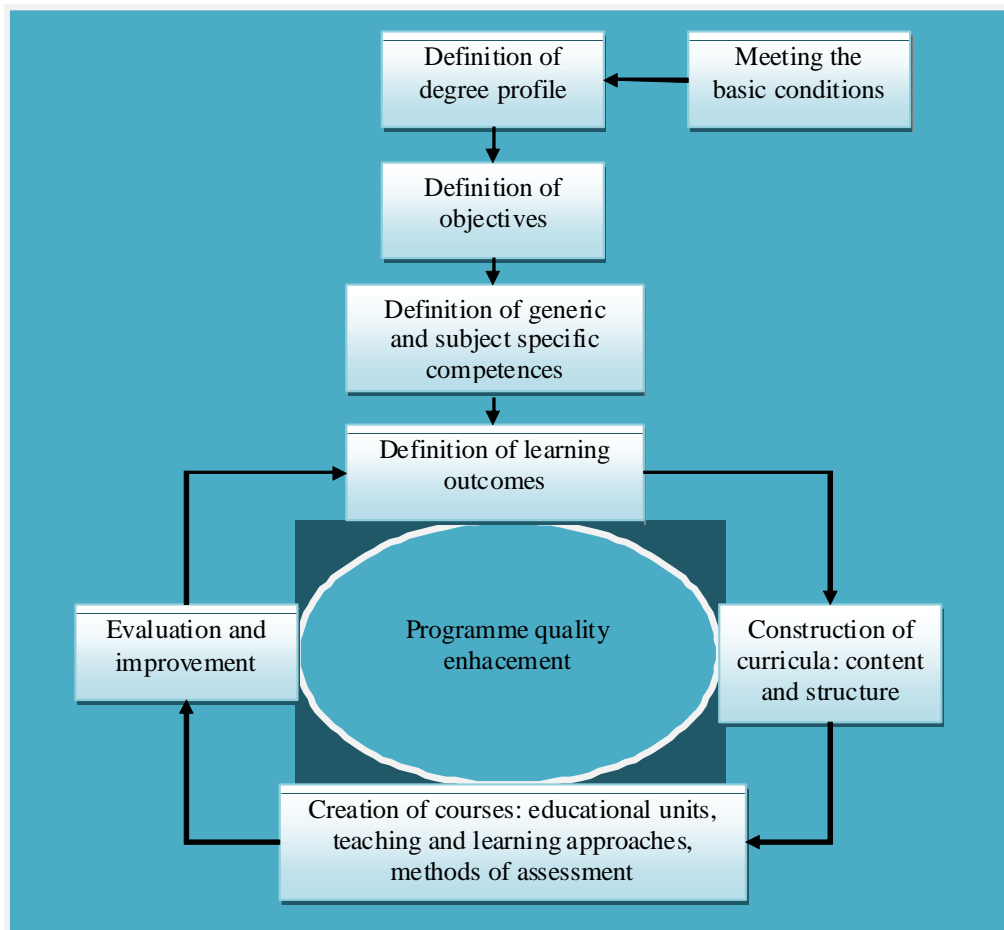 Definition of
degree profile
Meeting the
basic conditions
Definition of
objectives
Definition of generic
and subject specific
competences
Definition of learning
outcomes
Evaluation and
improvement
Programme quality
enhacement
Construction of
curricula: content
and structure
Creation of courses: educational units,
teaching and learning approaches,
methods of assessment